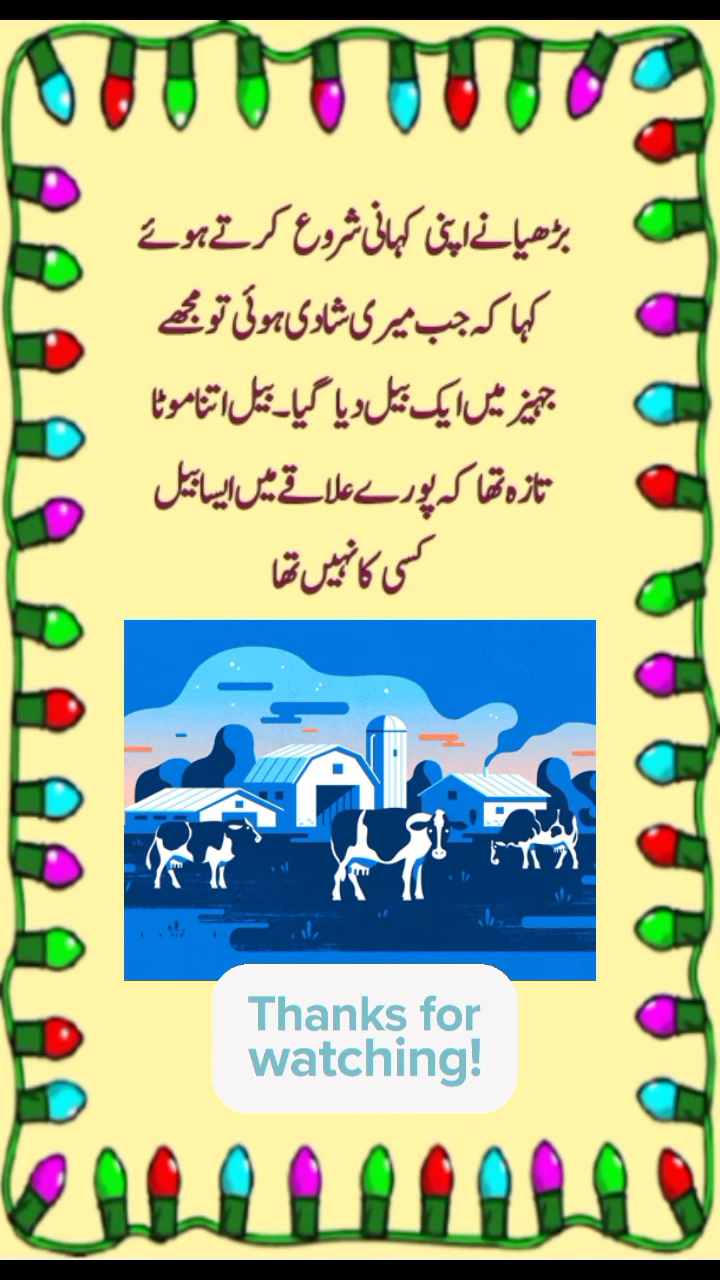 بڑھیا نے اپنی کہانی شروع کرتے ہوئے
کہا کہ جب میری شادی ہوئی تو مجھے
جہیز میں ایک بیل دیا گیا۔ بیل اتنا موٹا
تازہ تھا کہ پورے علاقے میں ایسا بیل
کسی کا نہیں تھا
Thanks for
watching!